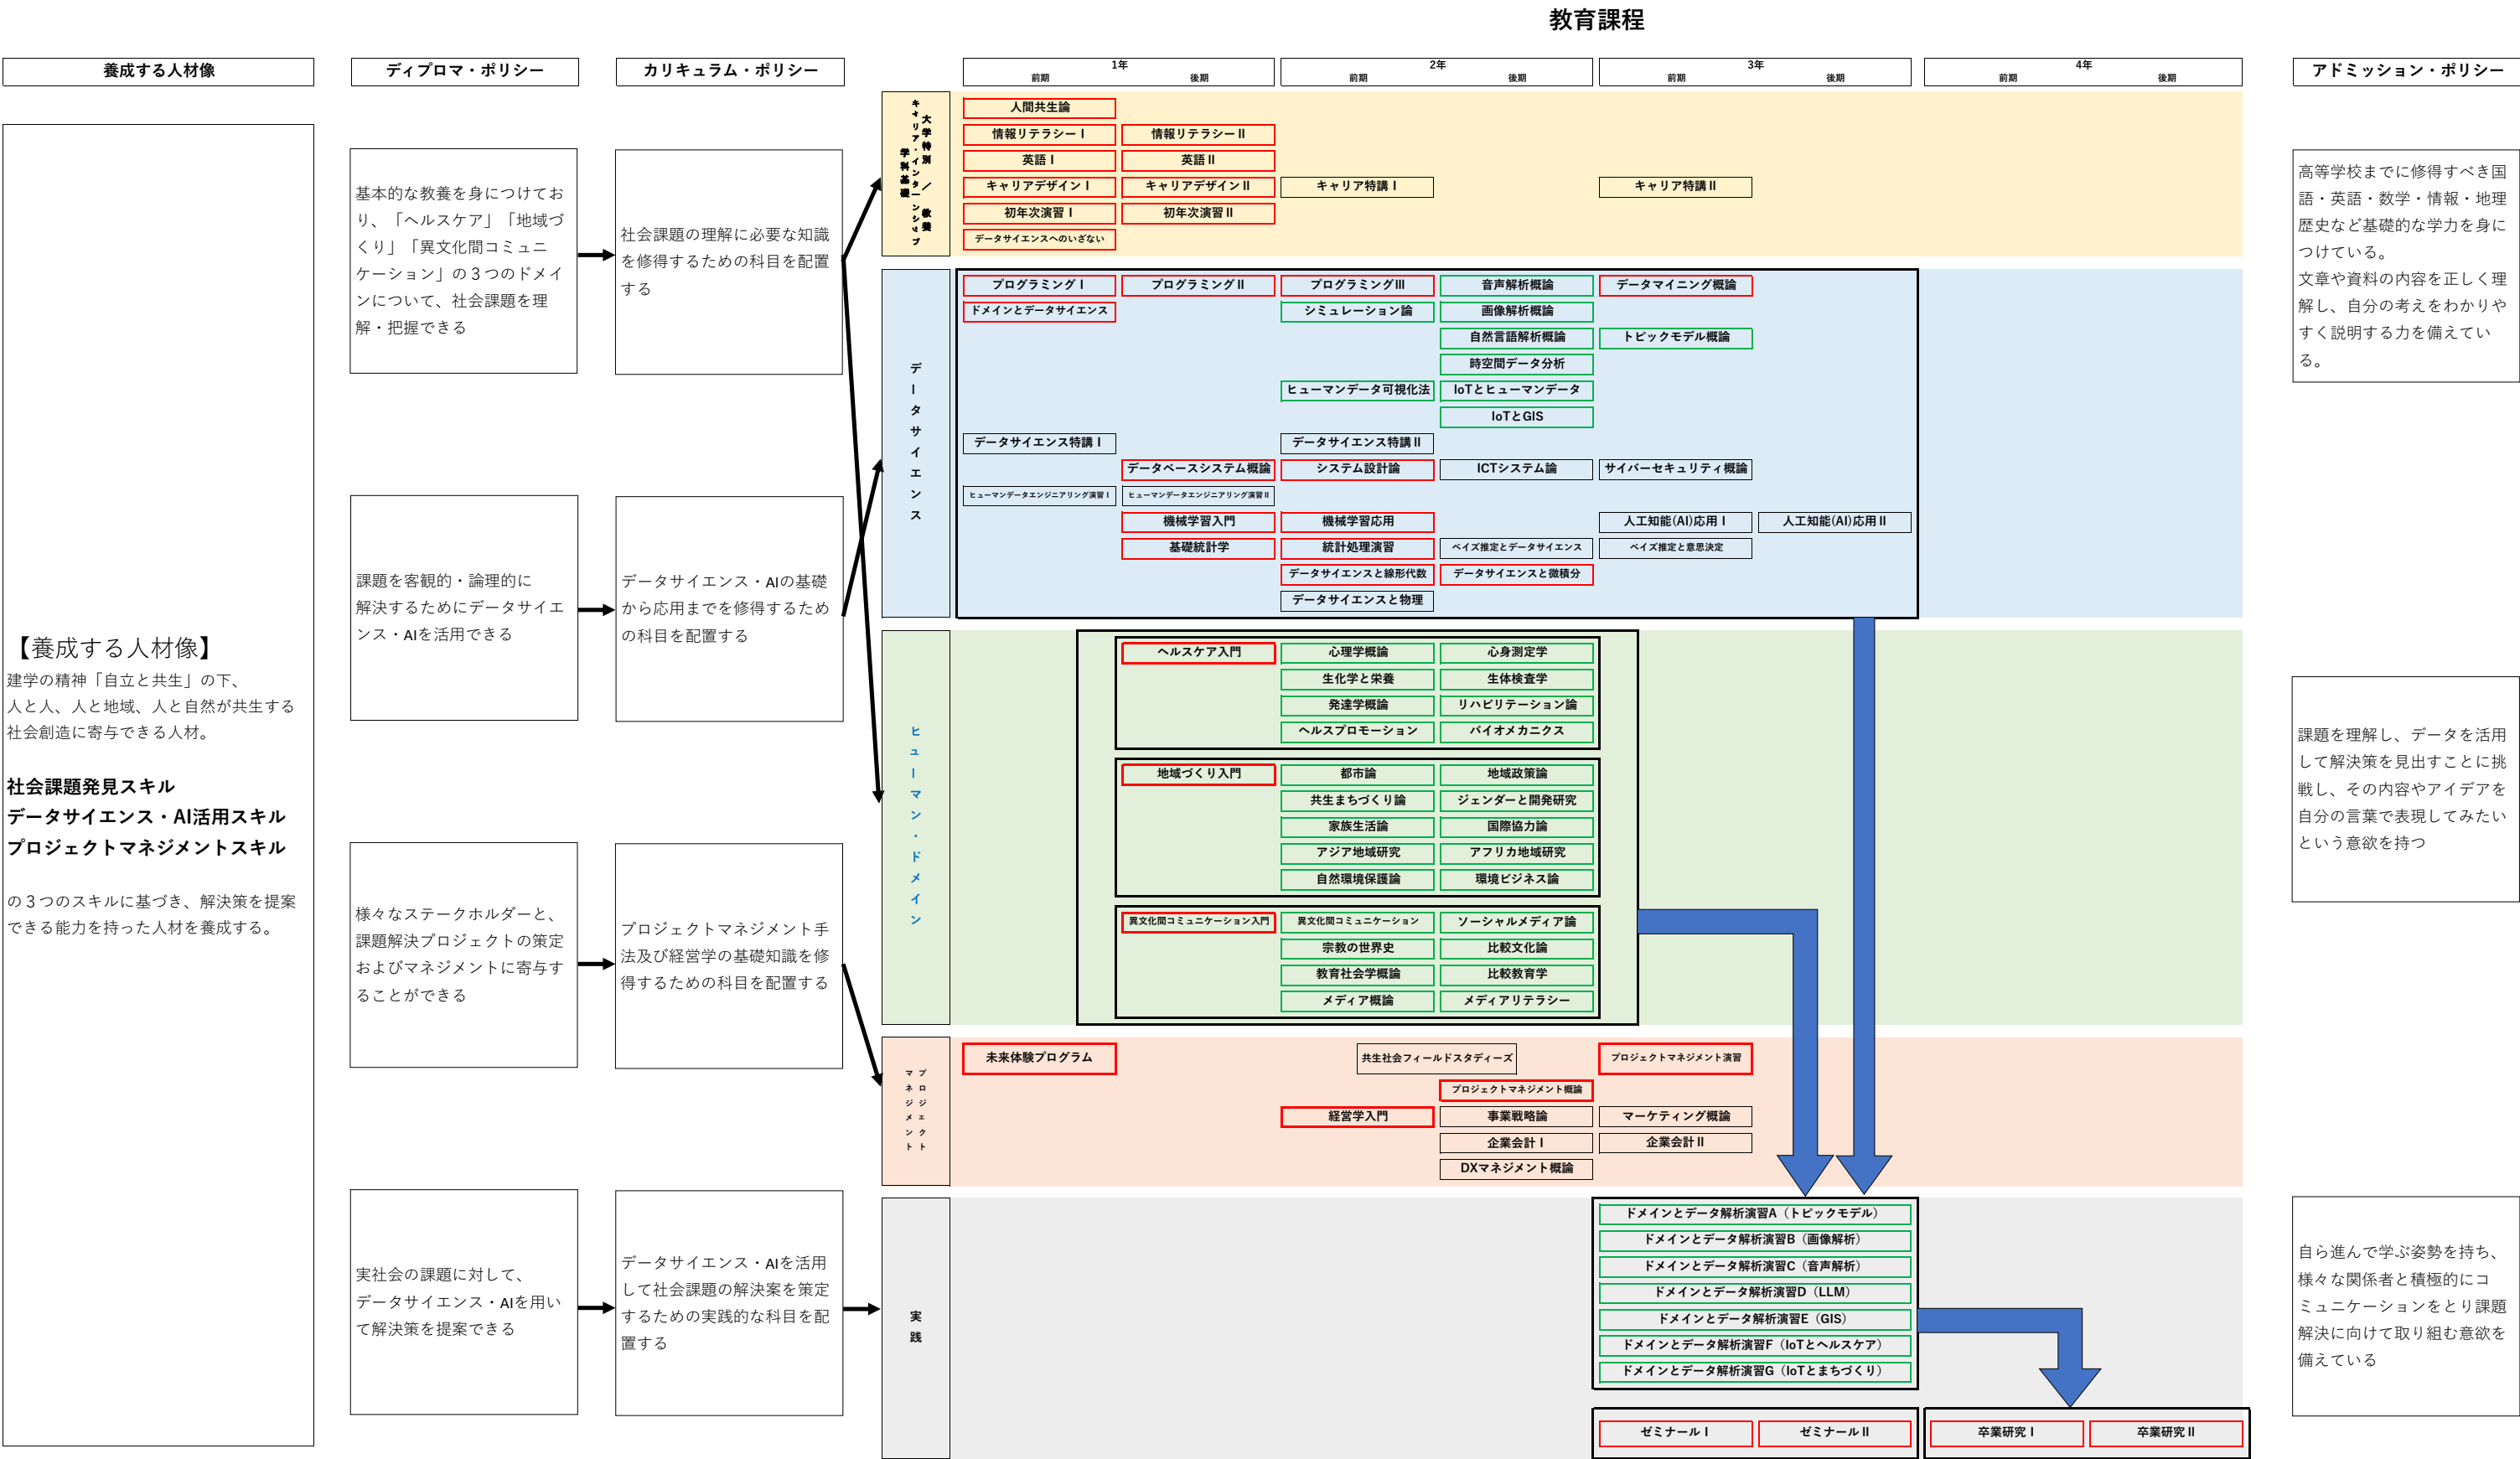 教育課程
養成する人材像
ディプロマ・ポリシー
カリキュラム・ポリシー
1年
前期
後期
2年
前期
後期
3年
前期
後期
4年
前期
後期
アドミッション・ポリシー
【養成する人材像】
建学の精神「自立と共生」の下、
人と人、人と地域、人と自然が共生する
社会創造に寄与できる人材。
社会課題発見スキル
データサイエンス・AI活用スキル
プロジェクトマネジメントスキル
の３つのスキルに基づき、解決策を提案
できる能力を持った人材を養成する。
基本的な教養を身につけてお
り、「ヘルスケア」「地域づ
くり」「異文化間コミュニ
ケーション」の３つのドメイ
ンについて、社会課題を理
解・把握できる
課題を客観的・論理的に
解決するためにデータサイエ
ンス・AIを活用できる
様々なステークホルダーと、
課題解決プロジェクトの策定
およびマネジメントに寄与す
ることができる
実社会の課題に対して、
データサイエンス・AIを用い
て解決策を提案できる
社会課題の理解に必要な知識
を修得するための科目を配置
する
データサイエンス・AIの基礎
から応用までを修得するため
の科目を配置する
プロジェクトマネジメント手
法及び経営学の基礎知識を修
得するための科目を配置する
データサイエンス・AIを活用
して社会課題の解決案を策定
するための実践的な科目を配
置する
大学特別／教養
キャリア・インターンシップ
学科基礎
人間共生論
情報リテラシーⅠ
情報リテラシーⅡ
英語Ⅰ
英語Ⅱ
キャリアデザインⅠ
キャリアデザインⅡ
キャリア特講Ⅰ
キャリア特講Ⅱ
初年次演習Ⅰ
初年次演習Ⅱ
データサイエンスへのいざない
データサイエンス
プログラミングⅠ
プログラミングⅡ
プログラミングⅢ
音声解析概論
データマイニング概論
ドメインとデータサイエンス
シミュレーション論
画像解析概論
自然言語解析概論
トピックモデル概論
時空間データ分析
ヒューマンデータ可視化法
IoTとヒューマンデータ
IoTとGIS
データサイエンス特講Ⅰ
データサイエンス特講Ⅱ
データベースシステム概論
システム設計論
ICTシステム論
サイバーセキュリティ概論
ヒューマンデータエンジニアリング演習Ⅰ
ヒューマンデータエンジニアリング演習Ⅱ
機械学習入門
機械学習応用
人工知能(AI)応用Ⅰ
人工知能(AI)応用Ⅱ
基礎統計学
統計処理演習
ベイズ推定とデータサイエンス
ベイズ推定と意思決定
データサイエンスと線形代数
データサイエンスと微積分
データサイエンスと物理
ヒューマン・ドメイン
ヘルスケア入門
心理学概論
心身測定学
生化学と栄養
生体検査学
発達学概論
リハビリテーション論
ヘルスプロモーション
バイオメカニクス
地域づくり入門
都市論
地域政策論
共生まちづくり論
ジェンダーと開発研究
家族生活論
国際協力論
アジア地域研究
アフリカ地域研究
自然環境保護論
環境ビジネス論
異文化間コミュニケーション入門
異文化間コミュニケーション
ソーシャルメディア論
宗教の世界史
比較文化論
教育社会学概論
比較教育学
メディア概論
メディアリテラシー
プロジェクト
マネジメント
未来体験プログラム
共生社会フィールドスタディーズ
プロジェクトマネジメント演習
プロジェクトマネジメント概論
経営学入門
事業戦略論
マーケティング概論
企業会計Ⅰ
企業会計Ⅱ
DXマネジメント概論
実践
ドメインとデータ解析演習A（トピックモデル）
ドメインとデータ解析演習B（画像解析）
ドメインとデータ解析演習C（音声解析）
ドメインとデータ解析演習D（LLM）
ドメインとデータ解析演習E（GIS）
ドメインとデータ解析演習F（IoTとヘルスケア）
ドメインとデータ解析演習G（IoTとまちづくり）
ゼミナールⅠ
ゼミナールⅡ
卒業研究Ⅰ
卒業研究Ⅱ
高等学校までに修得すべき国
語・英語・数学・情報・地理
歴史など基礎的な学力を身に
つけている。
文章や資料の内容を正しく理
解し、自分の考えをわかりや
すく説明する力を備えてい
る。
課題を理解し、データを活用
して解決策を見出すことに挑
戦し、その内容やアイデアを
自分の言葉で表現してみたい
という意欲を持つ
自ら進んで学ぶ姿勢を持ち、
様々な関係者と積極的にコ
ミュニケーションをとり課題
解決に向けて取り組む意欲を
備えている